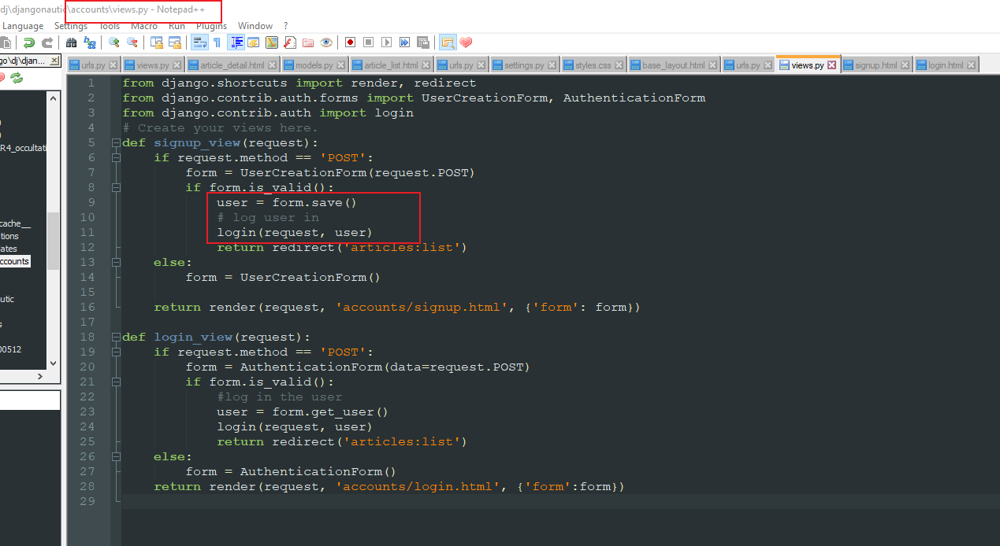 dj\djangonautic\accounts\views.py - Notepad++
Language Settings Tools Macro Run Plugins Window ?
go\dj\djan...
urls.py views.py article_detail.html models.py article_list.html urls.py settings.py styles.css base_layout.html urls.py views.py signup.html login.html
R4_occultati
cache__
tions
ates
ccounts
utic
s
00512
1 from django.shortcuts import render, redirect
2 from django.contrib.auth.forms import UserCreationForm, AuthenticationForm
3 from django.contrib.auth import login
4 # Create your views here.
5 def signup_view(request):
6 if request.method == 'POST':
7 form = UserCreationForm(request.POST)
8 if form.is_valid():
9 user = form.save()
10 # log user in
11 login(request, user)
12 return redirect('articles:list')
13 else:
14 form = UserCreationForm()
15
16 return render(request, 'accounts/signup.html', {'form': form})
17
18 def login_view(request):
19 if request.method == 'POST':
20 form = AuthenticationForm(data=request.POST)
21 if form.is_valid():
22 #log in the user
23 user = form.get_user()
24 login(request, user)
25 return redirect('articles:list')
26 else:
27 form = AuthenticationForm()
28 return render(request, 'accounts/login.html', {'form':form})
29